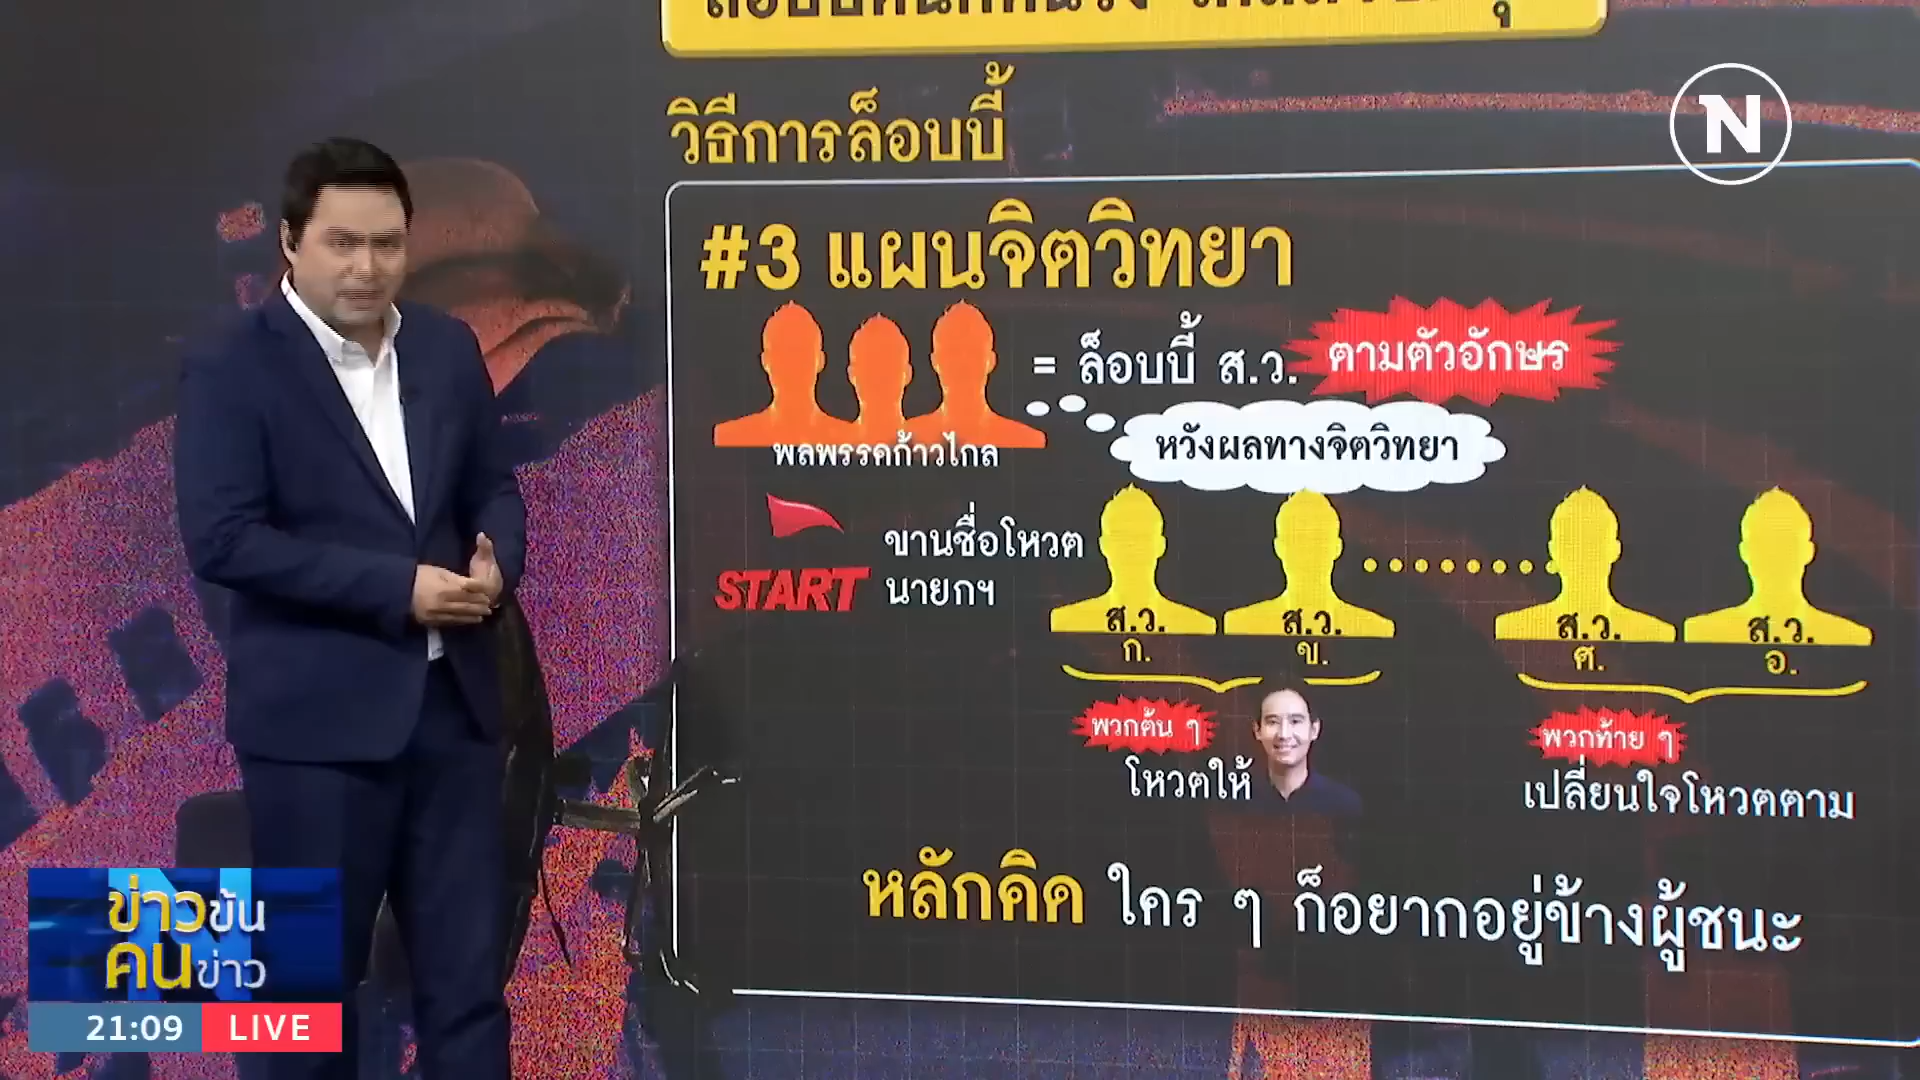 วิธีการล็อบบี้
#3 แผนจิตวิทยา
= ล็อบบี้ ส.ว. ตามตัวอักษร
พลพรรคก้าวไกล
หวังผลทางจิตวิทยา
START
ขานชื่อโหวต
นายกฯ
ส.ว.
ก.
ส.ว.
ข.
ส.ว.
ศ.
ส.ว.
อ.
พวกต้น ๆ
โหวตให้
พวกท้าย ๆ
เปลี่ยนใจโหวตตาม
หลักคิด ใคร ๆ ก็อยากอยู่ข้างผู้ชนะ
N
ข่าวข้น
คนข่าว
21:09 LIVE